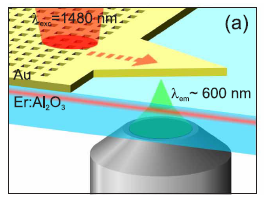 λexc=1480 nm
(a)
Au
λem~ 600 nm
Er:Al2O3